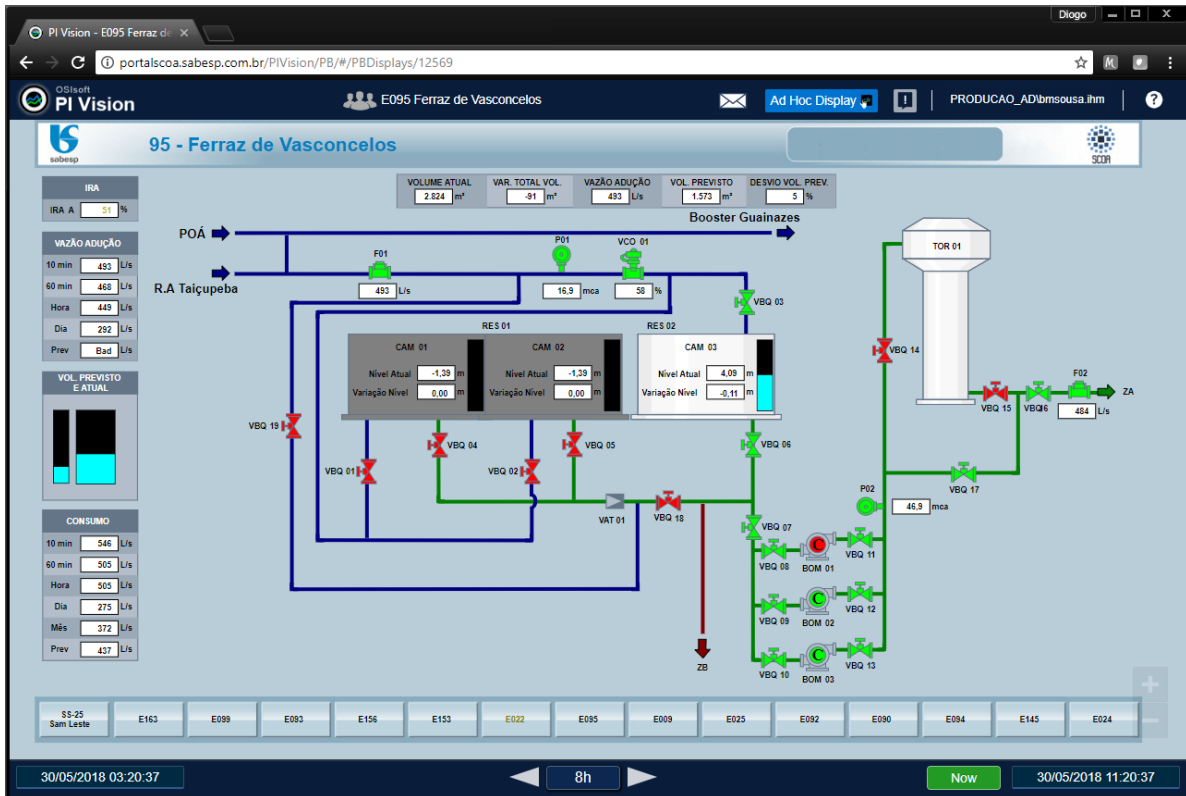 Diogo
PI Vision - E095 Ferraz de
portalscoa.sabesp.com.br/PIVision/PB/#/PBDisplays/12569
OSIsoft
PI Vision
E095 Ferraz de Vasconcelos
Ad Hoc Display
PRODUCAO_AD\bmsousa.ihm
?
sabesp
95 - Ferraz de Vasconcelos
SCOA
IRA
IRA A 51 %
VOLUME ATUAL VAR. TOTAL VOL. VAZÃO ADUÇÃO VOL. PREVISTO DESVIO VOL. PREV.
2.824 m³ -91 m³ 493 L/s 1.573 m³ 5 %
VAZÃO ADUÇÃO
10 min 493 L/s
60 min 468 L/s
Hora 449 L/s
Dia 292 L/s
Prev Bad L/s
VOL. PREVISTO
E ATUAL
CONSUMO
10 min 546 L/s
60 min 505 L/s
Hora 505 L/s
Dia 275 L/s
Mês 372 L/s
Prev 437 L/s
Booster Guainazes
POÁ
R.A Taiçupeba
F01
493 L/s
P01
16,9 mca
VCO 01
58 %
VBQ 03
RES 01
RES 02
CAM 01
Nível Atual -1,39 m
Variação Nível 0,00 m
CAM 02
Nível Atual -1,39 m
Variação Nível 0,00 m
CAM 03
Nível Atual 4,09 m
Variação Nível -0,11 m
TOR 01
VBQ 14
F02
ZA
484 L/s
VBQ 15
VBQ 16
VBQ 17
VBQ 19
VBQ 04
VBQ 05
VBQ 06
VBQ 01
VBQ 02
P02
46,9 mca
VAT 01
VBQ 18
VBQ 07
VBQ 08
C
BOM 01
VBQ 11
VBQ 09
C
BOM 02
VBQ 12
VBQ 10
C
BOM 03
VBQ 13
ZB
SS-25
Sam Leste
E163
E099
E093
E156
E153
E022
E095
E009
E025
E092
E090
E094
E145
E024
30/05/2018 03:20:37
8h
Now
30/05/2018 11:20:37